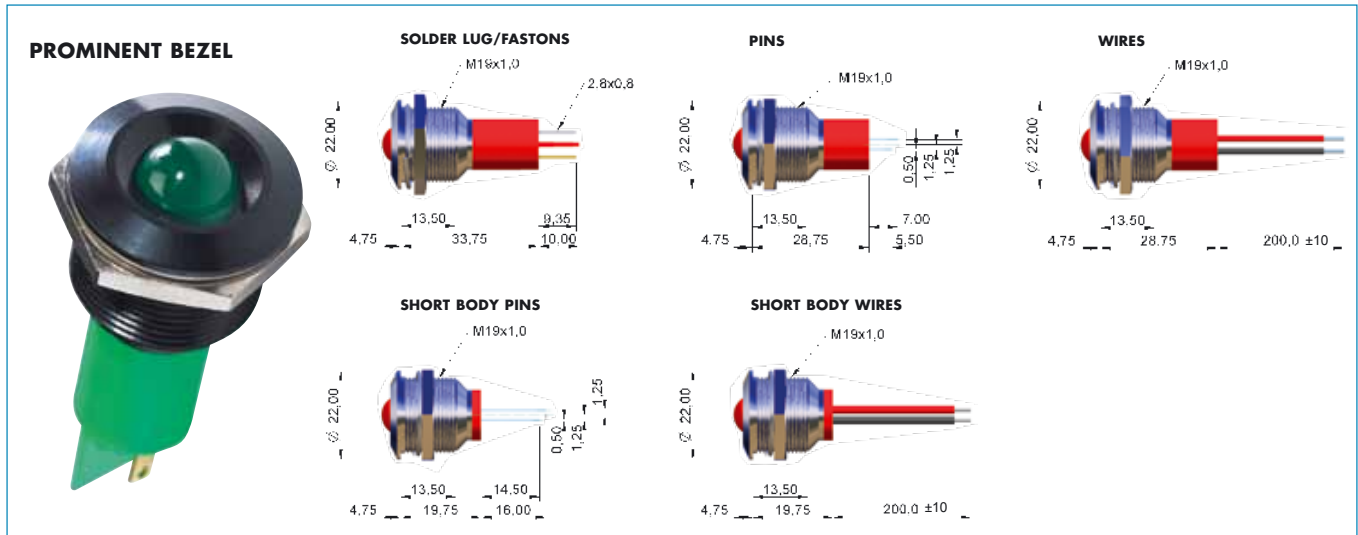 PROMINENT BEZEL
SOLDER LUG/FASTONS
M19x1,0
2.8x0,8
Ø 22,00
13,50
9,35
4,75
33,75
10,00
PINS
M19x1,0
Ø 22,00
0,50
1,25
1,25
13,50
7.00
4,75
28,75
5,50
WIRES
M19x1,0
Ø 22,00
13,50
4,75
28,75
200,0 ±10
SHORT BODY PINS
M19x1,0
Ø 22,00
0,50
1,25
1,25
13,50
14,50
4,75
19,75
16,00
SHORT BODY WIRES
M19x1,0
Ø 22,00
13,50
4,75
19,75
200,0 ±10